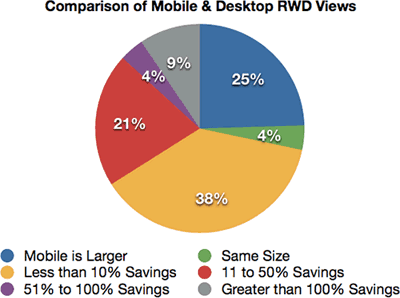 Comparison of Mobile & Desktop RWD Views
9%
25%
4%
4%
21%
38%
Mobile is Larger
Same Size
Less than 10% Savings
11 to 50% Savings
51% to 100% Savings
Greater than 100% Savings